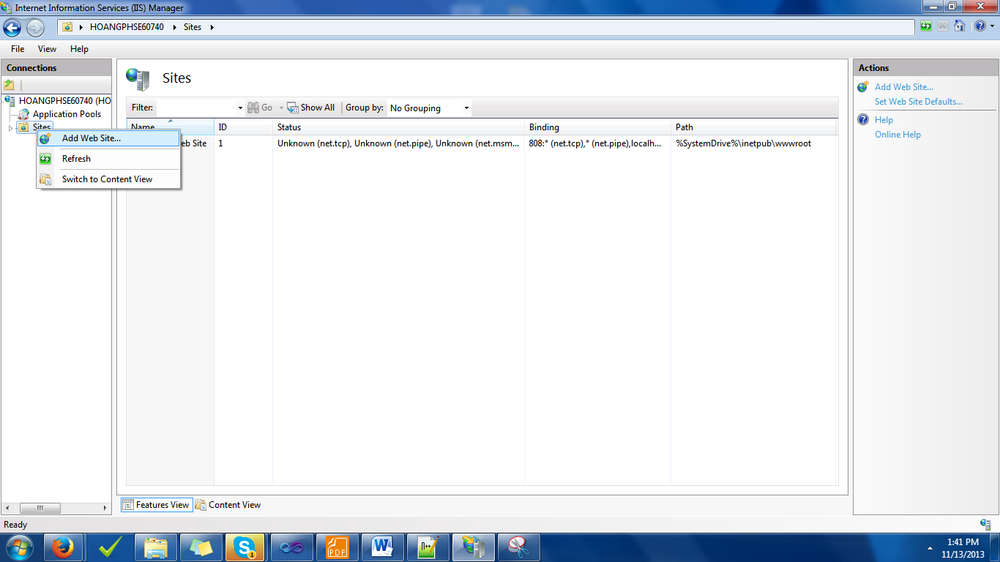 Internet Information Services (IIS) Manager
HOANGPHSE60740 Sites
File View Help
Connections
HOANGPHSE60740 (HO
Application Pools
Sites
Add Web Site...
Refresh
Switch to Content View
Sites
Filter: Go Show All Group by: No Grouping
Name ID Status Binding Path
eb Site 1 Unknown (net.tcp), Unknown (net.pipe), Unknown (net.msm... 808:* (net.tcp),* (net.pipe),localh... %SystemDrive%\inetpub\wwwroot
Features View Content View
Actions
Add Web Site...
Set Web Site Defaults...
Help
Online Help
Ready
S 1
PDF
W
n++
1:41 PM
11/13/2013